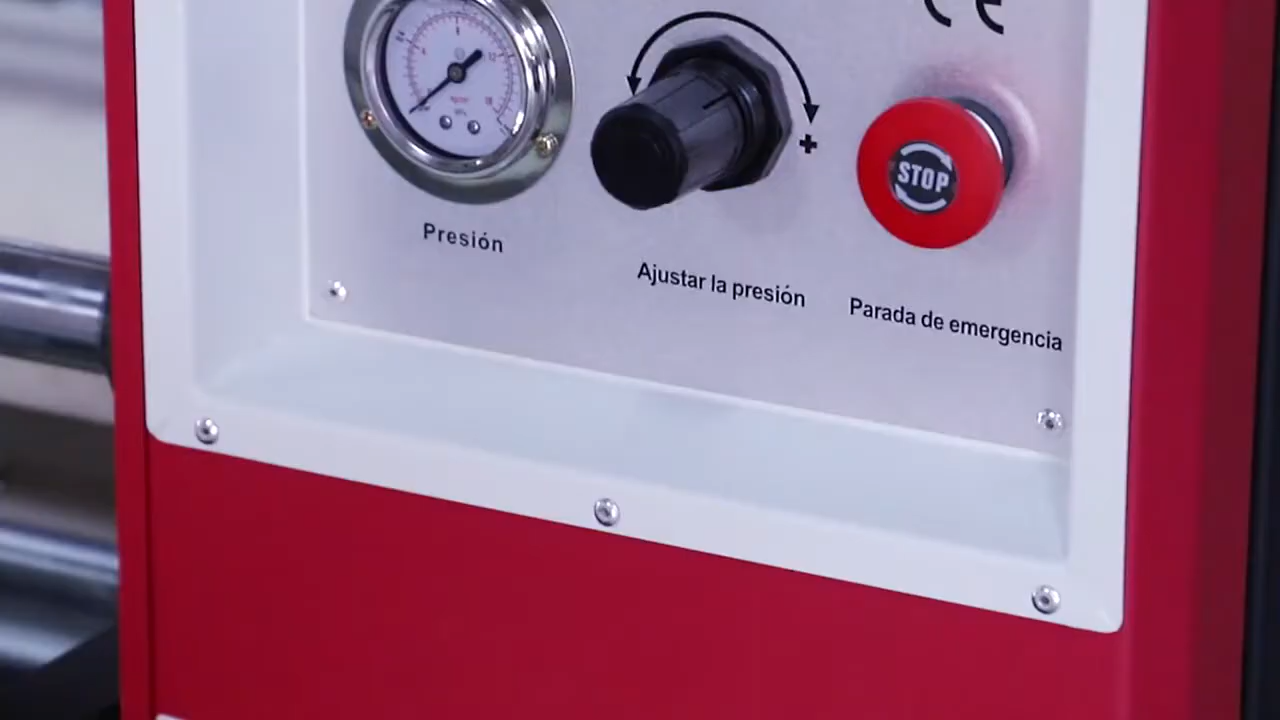 CE
STOP
Presión
Ajustar la presión
+
Parada de emergencia